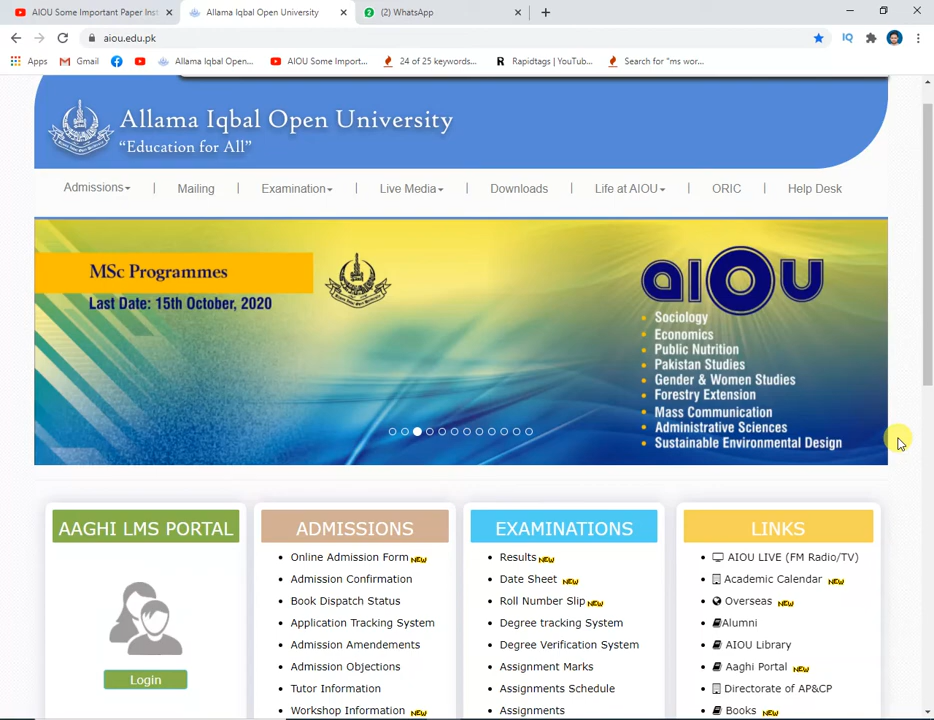 AIOU Some Important Paper Inst
Allama Iqbal Open University
(2) WhatsApp
aiou.edu.pk
Apps
Gmail
Allama Iqbal Open...
AIOU Some Import...
24 of 25 keywords...
Rapidtags | YouTub...
Search for "ms wor...
IQ
Allama Iqbal Open University
“Education for All”
Admissions | Mailing | Examination | Live Media | Downloads | Life at AIOU | ORIC | Help Desk
MSc Programmes
Last Date: 15th October, 2020
aiou
Sociology
Economics
Public Nutrition
Pakistan Studies
Gender & Women Studies
Forestry Extension
Mass Communication
Administrative Sciences
Sustainable Environmental Design
AAGHI LMS PORTAL
Login
ADMISSIONS
Online Admission Form NEW
Admission Confirmation
Book Dispatch Status
Application Tracking System
Admission Amendements
Admission Objections
Tutor Information
Workshop Information NEW
EXAMINATIONS
Results NEW
Date Sheet NEW
Roll Number Slip NEW
Degree tracking System
Degree Verification System
Assignment Marks
Assignments Schedule
Assignments
LINKS
AIOU LIVE (FM Radio/TV)
Academic Calendar NEW
Overseas NEW
Alumni
AIOU Library
Aaghi Portal NEW
Directorate of AP&CP
Books NEW